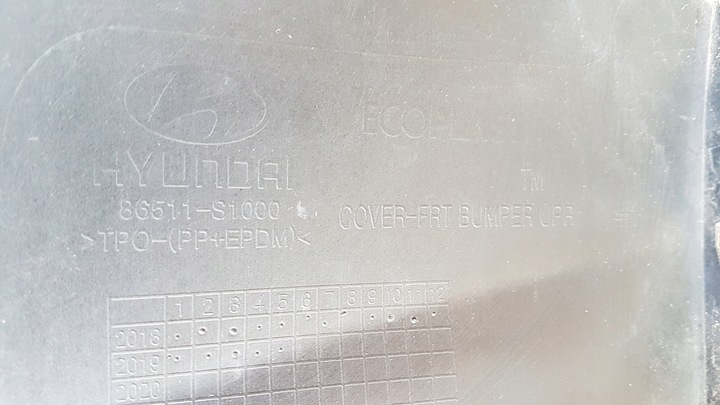 ECOPLAS
HYUNDAI
TM
86511-S1000
COVER-FRT BUMPER UPR
>TPO-(PP+EPDM)<
1 2 3 4 5 6 7 8 9 10 11 12
2018
2019
2020